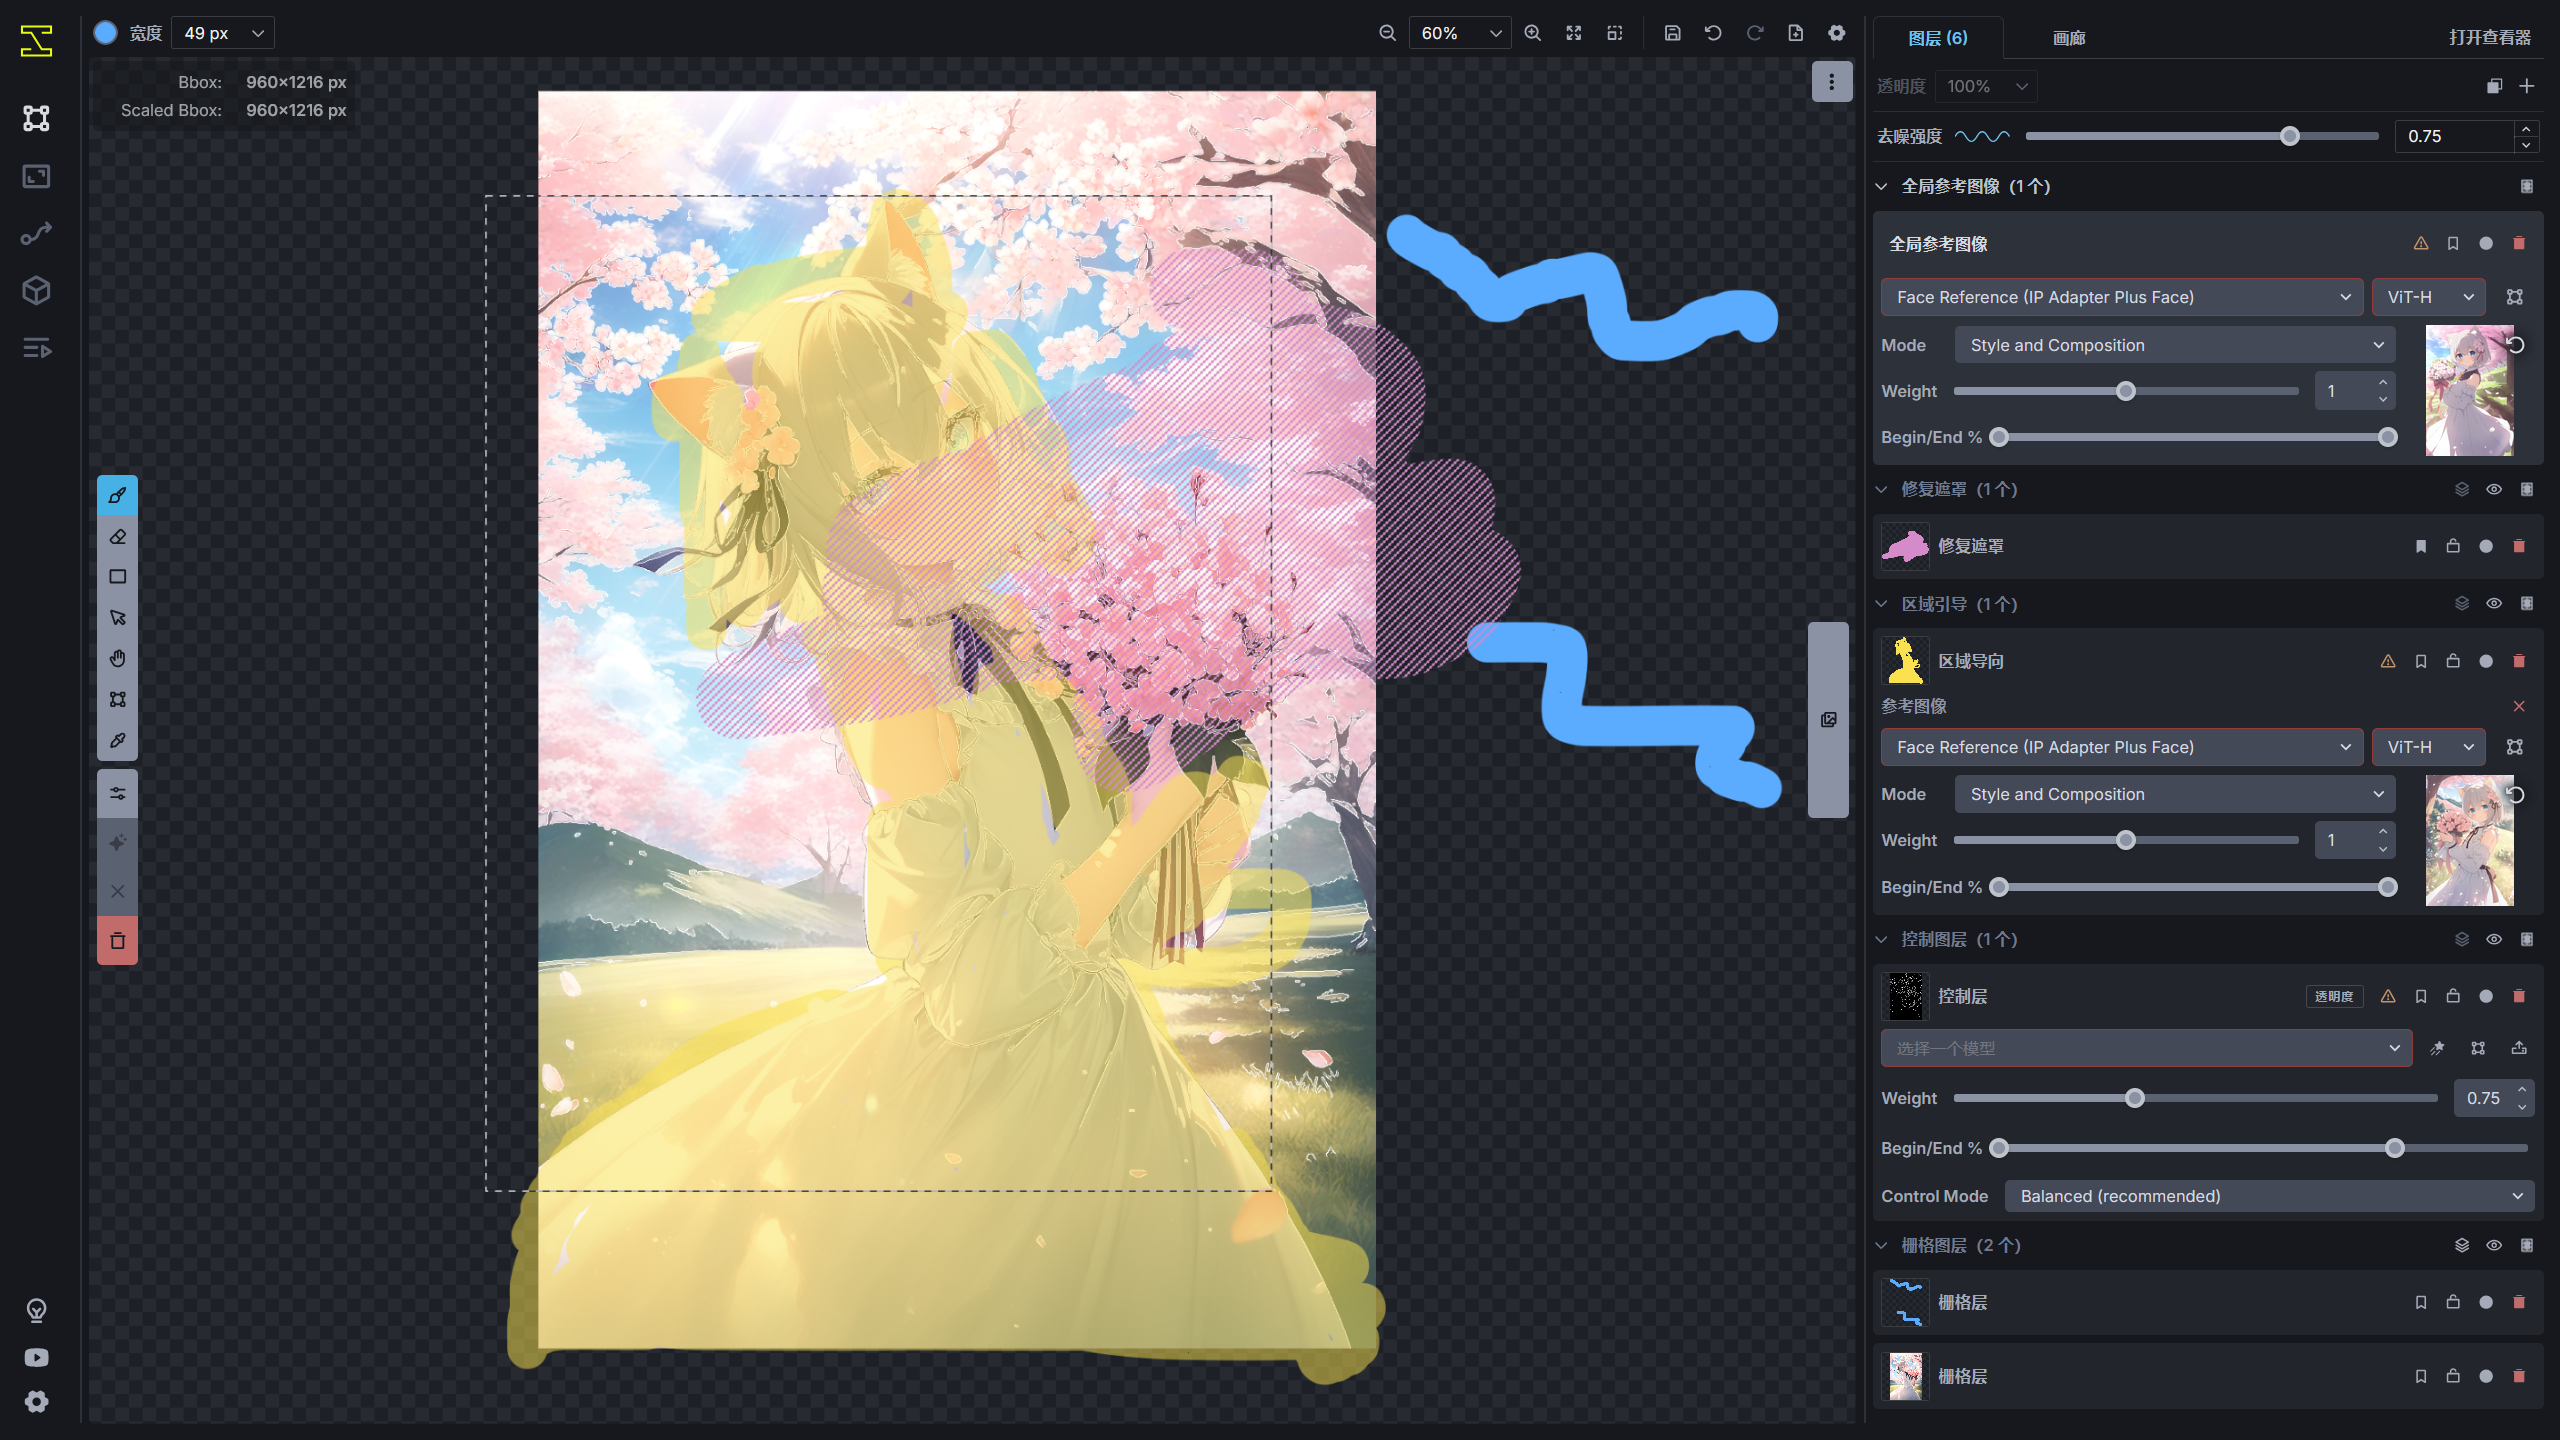 宽度
49 px
60%
Bbox: 960×1216 px
Scaled Bbox: 960×1216 px
图层 (6)
画廊
打开查看器
透明度
100%
去噪强度
0.75
全局参考图像 (1 个)
全局参考图像
Face Reference (IP Adapter Plus Face)
ViT-H
Mode
Style and Composition
Weight
1
Begin/End %
修复遮罩 (1 个)
修复遮罩
区域引导 (1 个)
区域导向
参考图像
Face Reference (IP Adapter Plus Face)
ViT-H
Mode
Style and Composition
Weight
1
Begin/End %
控制图层 (1 个)
控制层
透明度
选择一个模型
Weight
0.75
Begin/End %
Control Mode
Balanced (recommended)
栅格图层 (2 个)
栅格层
栅格层